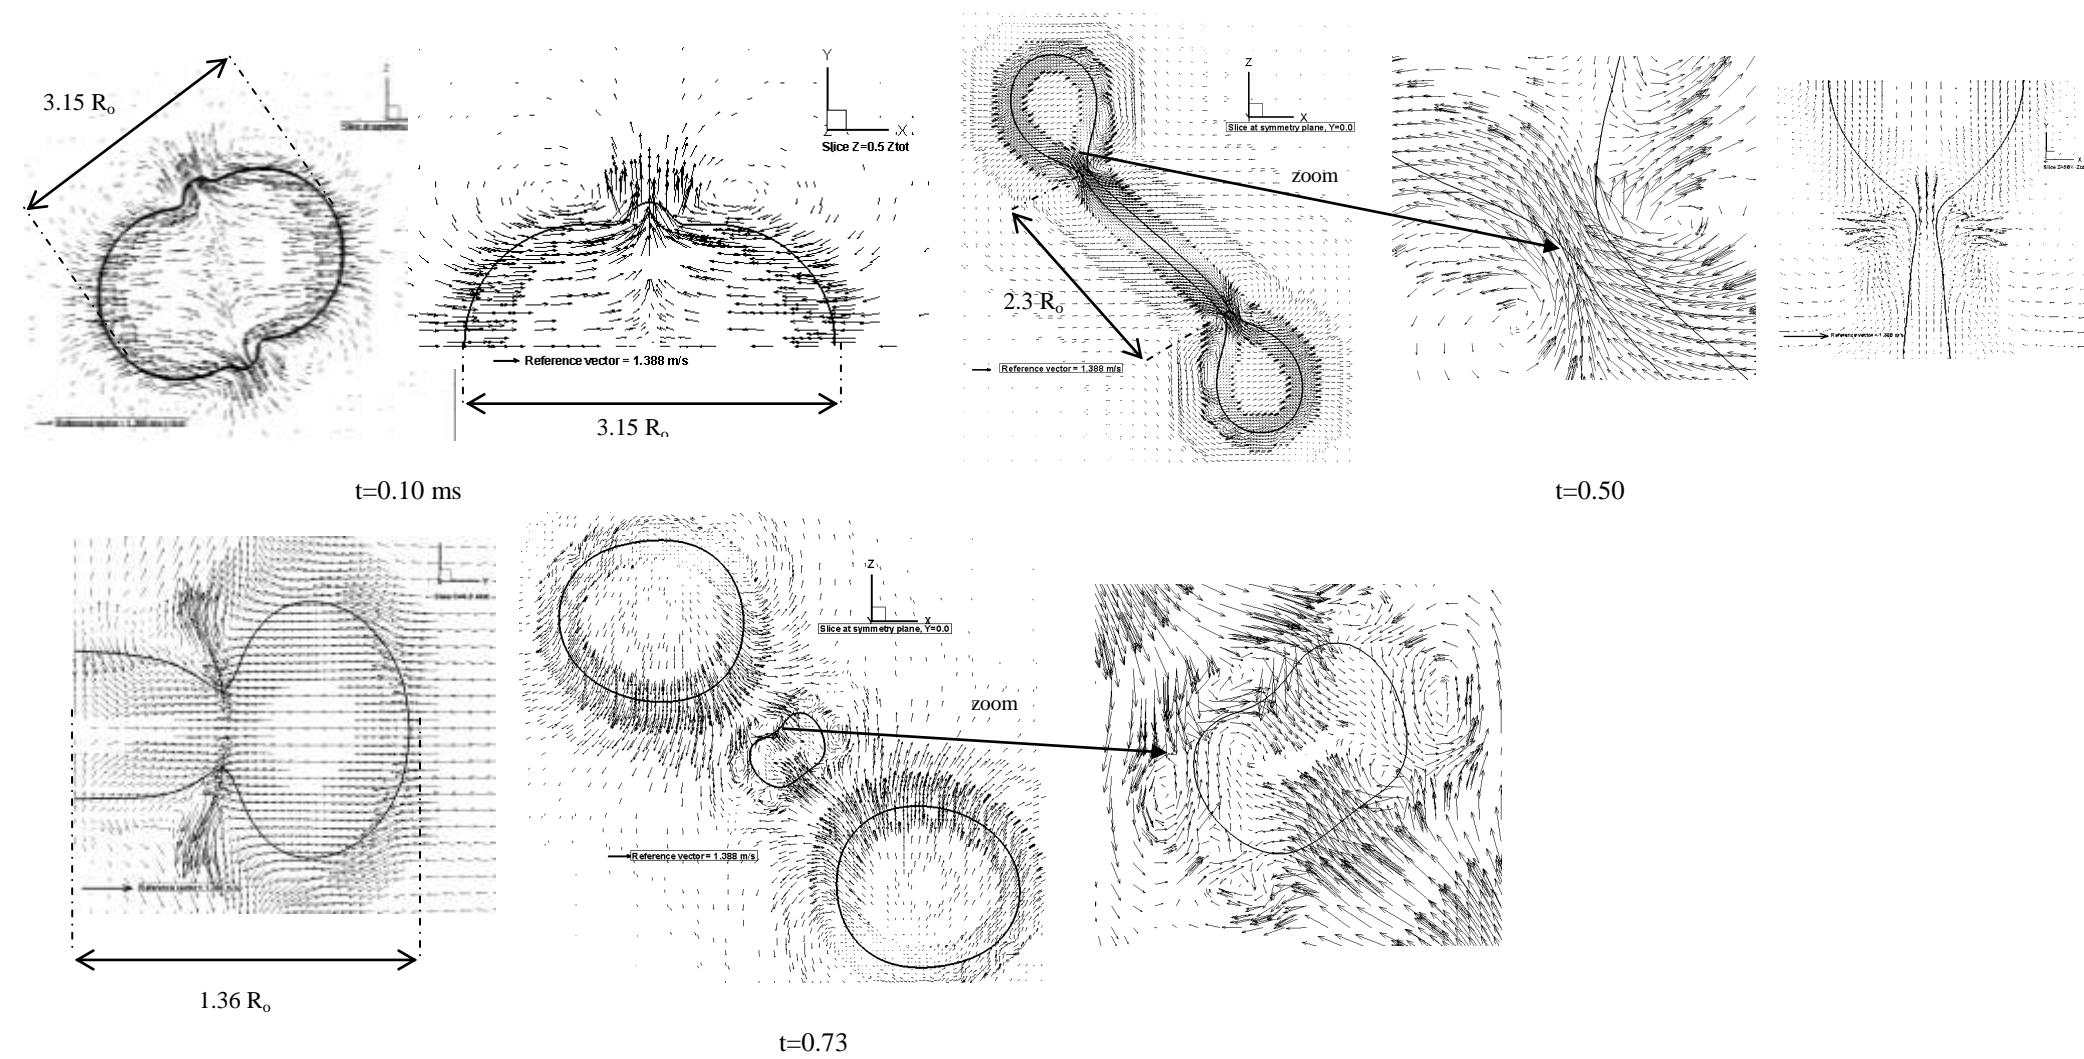 3.15 Rₒ
Z
Y
X
Z
Slice Z=0.5 Ztot
Reference vector = 1.388 m/s
3.15 Rₒ
Z
X
Slice at symmetry plane, Y=0.0
zoom
2.3 Rₒ
Reference vector = 1.388 m/s
t=0.10 ms
t=0.50
1.36 Rₒ
Z
X
Y
Slice at symmetry plane, Y=0.0
zoom
Reference vector = 1.388 m/s
t=0.73